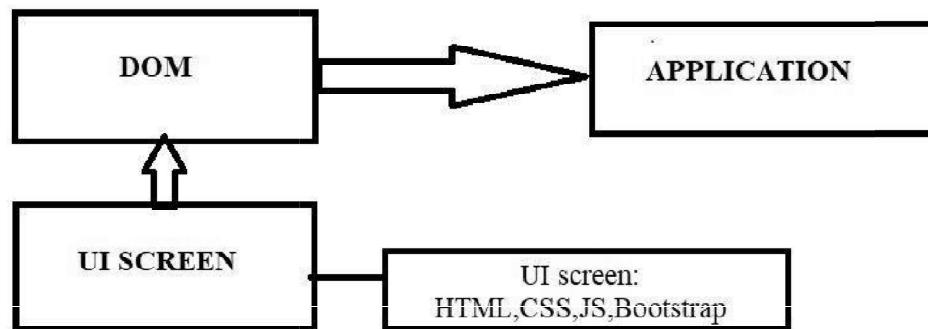 DOM
APPLICATION
UI SCREEN
UI screen:
HTML,CSS,JS,Bootstrap